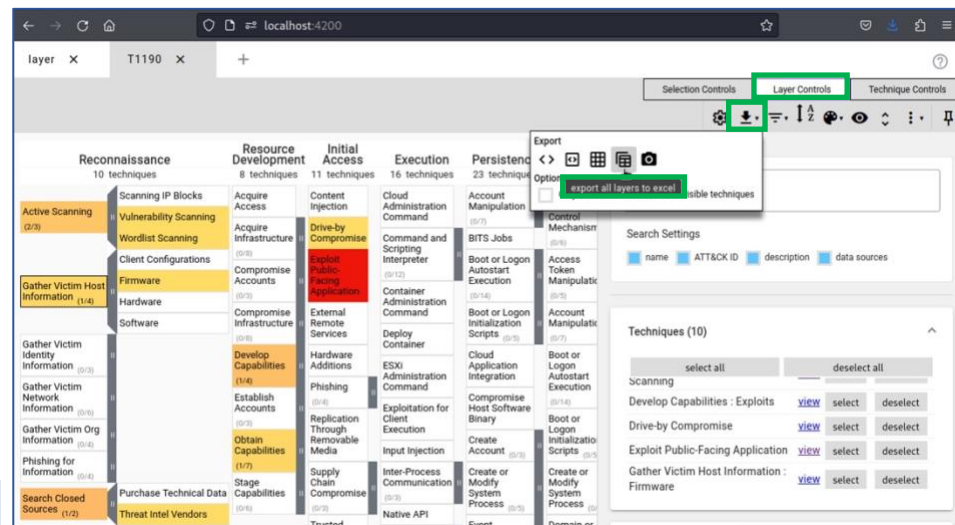 localhost:4200
layer ×
T1190 ×
+
Selection Controls
Layer Controls
Technique Controls
Export
export all layers to excel
visible techniques
Reconnaissance
10 techniques
Active Scanning
(2/3)
Scanning IP Blocks
Vulnerability Scanning
Wordlist Scanning
Gather Victim Host
Information (1/4)
Client Configurations
Firmware
Hardware
Software
Gather Victim
Identity
Information (0/3)
Gather Victim
Network
Information (0/6)
Gather Victim Org
Information (0/4)
Phishing for
Information (0/4)
Search Closed
Sources (1/2)
Purchase Technical Data
Threat Intel Vendors
Resource
Development
8 techniques
Acquire
Access
Acquire
Infrastructure
(0/8)
Compromise
Accounts
(0/3)
Compromise
Infrastructure
(0/8)
Develop
Capabilities
(1/4)
Establish
Accounts
(0/3)
Obtain
Capabilities
(1/7)
Stage
Capabilities
(0/6)
Initial
Access
11 techniques
Content
Injection
Drive-by
Compromise
Exploit
Public-
Facing
Application
External
Remote
Services
Hardware
Additions
Phishing
(0/4)
Replication
Through
Removable
Media
Supply
Chain
Compromise
(0/3)
Trusted
Execution
16 techniques
Cloud
Administration
Command
Command and
Scripting
Interpreter
(0/12)
Container
Administration
Command
Deploy
Container
ESXi
Administration
Command
Exploitation for
Client
Execution
Input Injection
Inter-Process
Communication
(0/3)
Native API
23
Account
Manipulation
(0/7)
BITS Jobs
Boot or Logon
Autostart
Execution
(0/14)
Boot or Logon
Initialization
Scripts (0/5)
Cloud
Application
Integration
Compromise
Host Software
Binary
Create
Account (0/3)
Create or
Modify
System
Process (0/5)
Event
Control
(0/6)
Access
Token
(0/5)
Account
(0/7)
Boot or
Logon
Autostart
Execution
(0/14)
Boot or
Logon
Scripts
Create or
Modify
System
Process
Domain or
Search Settings
name
ATT&CK ID
description
data sources
Techniques (10)
select all
deselect all
Scanning
Develop Capabilities : Exploits view select deselect
Drive-by Compromise view select deselect
Exploit Public-Facing Application view select deselect
Gather Victim Host Information :
Firmware view select deselect